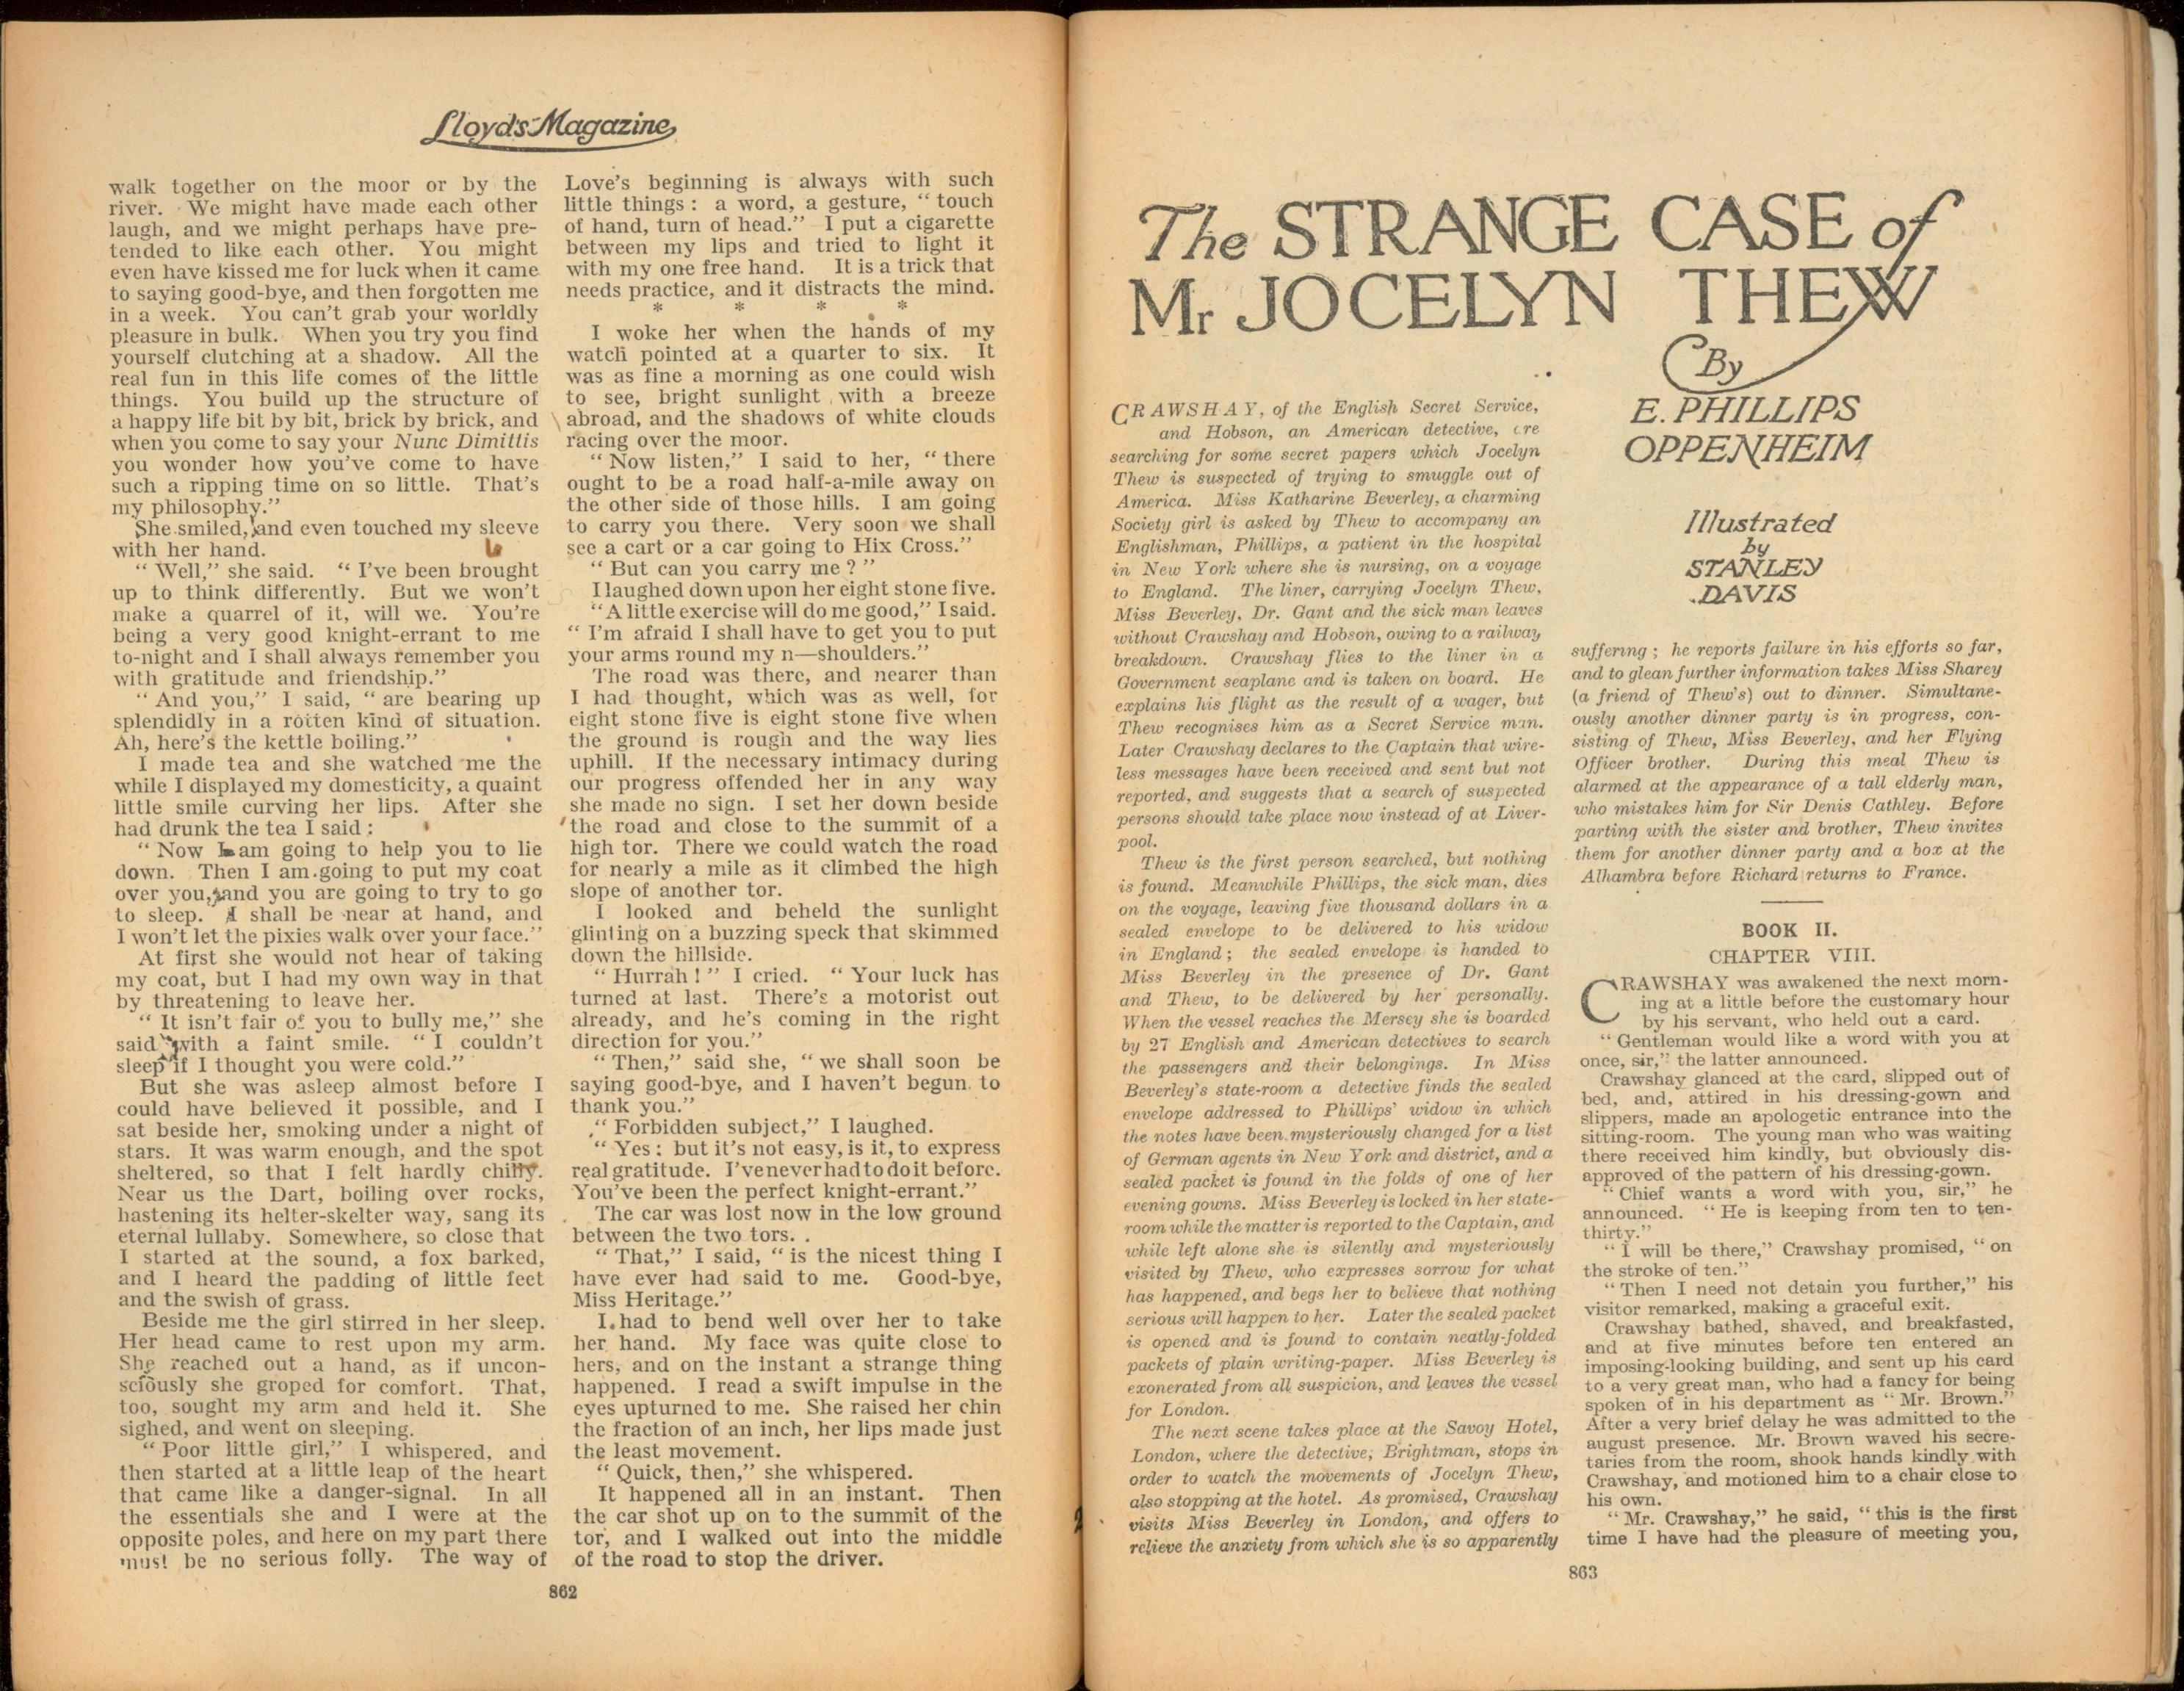 Lloyd's Magazine
walk together on the moor or by the
river. We might have made each other
laugh, and we might perhaps have pre-
tended to like each other. You might
even have kissed me for luck when it came
to saying good-bye, and then forgotten me
in a week. You can't grab your worldly
pleasure in bulk. When you try you find
yourself clutching at a shadow. All the
real fun in this life comes of the little
things. You build up the structure of
a happy life bit by bit, brick by brick, and
when you come to say your Nunc Dimittis
you wonder how you've come to have
such a ripping time on so little. That's
my philosophy."
She smiled, and even touched my sleeve
with her hand.
"Well," she said. "I've been brought
up to think differently. But we won't
make a quarrel of it, will we. You're
being a very good knight-errant to me
to-night and I shall always remember you
with gratitude and friendship."
"And you," I said, "are bearing up
splendidly in a rotten kind of situation.
Ah, here's the kettle boiling."
I made tea and she watched me the
while I displayed my domesticity, a quaint
little smile curving her lips. After she
had drunk the tea I said:
"Now I am going to help you to lie
down. Then I am going to put my coat
over you, and you are going to try to go
to sleep. I shall be near at hand, and
I won't let the pixies walk over your face."
At first she would not hear of taking
my coat, but I had my own way in that
by threatening to leave her.
"It isn't fair of you to bully me," she
said with a faint smile. "I couldn't
sleep if I thought you were cold."
But she was asleep almost before I
could have believed it possible, and I
sat beside her, smoking under a night of
stars. It was warm enough, and the spot
sheltered, so that I felt hardly chilly.
Near us the Dart, boiling over rocks,
hastening its helter-skelter way, sang its
eternal lullaby. Somewhere, so close that
I started at the sound, a fox barked,
and I heard the padding of little feet
and the swish of grass.
Beside me the girl stirred in her sleep.
Her head came to rest upon my arm.
She reached out a hand, as if uncon-
sciously she groped for comfort. That,
too, sought my arm and held it. She
sighed, and went on sleeping.
"Poor little girl," I whispered, and
then started at a little leap of the heart
that came like a danger-signal. In all
the essentials she and I were at the
opposite poles, and here on my part there
must be no serious folly. The way of
Love's beginning is always with such
little things: a word, a gesture, "touch
of hand, turn of head." I put a cigarette
between my lips and tried to light it
with my one free hand. It is a trick that
needs practice, and it distracts the mind.
* * * *
I woke her when the hands of my
watch pointed at a quarter to six. It
was as fine a morning as one could wish
to see, bright sunlight with a breeze
abroad, and the shadows of white clouds
racing over the moor.
"Now listen," I said to her, "there
ought to be a road half-a-mile away on
the other side of those hills. I am going
to carry you there. Very soon we shall
see a cart or a car going to Hix Cross."
"But can you carry me?"
I laughed down upon her eight stone five.
"A little exercise will do me good," I said.
"I'm afraid I shall have to get you to put
your arms round my n—shoulders."
The road was there, and nearer than
I had thought, which was as well, for
eight stone five is eight stone five when
the ground is rough and the way lies
uphill. If the necessary intimacy during
our progress offended her in any way
she made no sign. I set her down beside
the road and close to the summit of a
high tor. There we could watch the road
for nearly a mile as it climbed the high
slope of another tor.
I looked and beheld the sunlight
glinting on a buzzing speck that skimmed
down the hillside.
"Hurrah!" I cried. "Your luck has
turned at last. There's a motorist out
already, and he's coming in the right
direction for you."
"Then," said she, "we shall soon be
saying good-bye, and I haven't begun to
thank you."
"Forbidden subject," I laughed.
"Yes: but it's not easy, is it, to express
real gratitude. I've never had to do it before.
You've been the perfect knight-errant."
The car was lost now in the low ground
between the two tors.
"That," I said, "is the nicest thing I
have ever had said to me. Good-bye,
Miss Heritage."
I had to bend well over her to take
her hand. My face was quite close to
hers, and on the instant a strange thing
happened. I read a swift impulse in the
eyes upturned to me. She raised her chin
the fraction of an inch, her lips made just
the least movement.
"Quick, then," she whispered.
It happened all in an instant. Then
the car shot up on to the summit of the
tor, and I walked out into the middle
of the road to stop the driver.
862
The STRANGE CASE of
Mr JOCELYN THEW
By
E. PHILLIPS
OPPENHEIM
Illustrated
by
STANLEY
DAVIS
CRAWSHAY, of the English Secret Service,
and Hobson, an American detective, are
searching for some secret papers which Jocelyn
Thew is suspected of trying to smuggle out of
America. Miss Katharine Beverley, a charming
Society girl is asked by Thew to accompany an
Englishman, Phillips, a patient in the hospital
in New York where she is nursing, on a voyage
to England. The liner, carrying Jocelyn Thew,
Miss Beverley, Dr. Gant and the sick man leaves
without Crawshay and Hobson, owing to a railway
breakdown. Crawshay flies to the liner in a
Government seaplane and is taken on board. He
explains his flight as the result of a wager, but
Thew recognises him as a Secret Service man.
Later Crawshay declares to the Captain that wire-
less messages have been received and sent but not
reported, and suggests that a search of suspected
persons should take place now instead of at Liver-
pool.
Thew is the first person searched, but nothing
is found. Meanwhile Phillips, the sick man, dies
on the voyage, leaving five thousand dollars in a
sealed envelope to be delivered to his widow
in England; the sealed envelope is handed to
Miss Beverley in the presence of Dr. Gant
and Thew, to be delivered by her personally.
When the vessel reaches the Mersey she is boarded
by 27 English and American detectives to search
the passengers and their belongings. In Miss
Beverley's state-room a detective finds the sealed
envelope addressed to Phillips' widow in which
the notes have been mysteriously changed for a list
of German agents in New York and district, and a
sealed packet is found in the folds of one of her
evening gowns. Miss Beverley is locked in her state-
room while the matter is reported to the Captain, and
while left alone she is silently and mysteriously
visited by Thew, who expresses sorrow for what
has happened, and begs her to believe that nothing
serious will happen to her. Later the sealed packet
is opened and is found to contain neatly-folded
packets of plain writing-paper. Miss Beverley is
exonerated from all suspicion, and leaves the vessel
for London.
The next scene takes place at the Savoy Hotel,
London, where the detective, Brightman, stops in
order to watch the movements of Jocelyn Thew,
also stopping at the hotel. As promised, Crawshay
visits Miss Beverley in London, and offers to
relieve the anxiety from which she is so apparently
suffering; he reports failure in his efforts so far,
and to glean further information takes Miss Sharey
(a friend of Thew's) out to dinner. Simultane-
ously another dinner party is in progress, con-
sisting of Thew, Miss Beverley, and her Flying
Officer brother. During this meal Thew is
alarmed at the appearance of a tall elderly man,
who mistakes him for Sir Denis Cathley. Before
parting with the sister and brother, Thew invites
them for another dinner party and a box at the
Alhambra before Richard returns to France.
BOOK II.
CHAPTER VIII.
CRAWSHAY was awakened the next morn-
ing at a little before the customary hour
by his servant, who held out a card.
"Gentleman would like a word with you at
once, sir," the latter announced.
Crawshay glanced at the card, slipped out of
bed, and, attired in his dressing-gown and
slippers, made an apologetic entrance into the
sitting-room. The young man who was waiting
there received him kindly, but obviously dis-
approved of the pattern of his dressing-gown.
"Chief wants a word with you, sir," he
announced. "He is keeping from ten to ten-
thirty."
"I will be there," Crawshay promised, "on
the stroke of ten."
"Then I need not detain you further," his
visitor remarked, making a graceful exit.
Crawshay bathed, shaved, and breakfasted,
and at five minutes before ten entered an
imposing-looking building, and sent up his card
to a very great man, who had a fancy for being
spoken of in his department as "Mr. Brown."
After a very brief delay he was admitted to the
august presence. Mr. Brown waved his secre-
taries from the room, shook hands kindly with
Crawshay, and motioned him to a chair close to
his own.
"Mr. Crawshay," he said, "this is the first
time I have had the pleasure of meeting you,
863